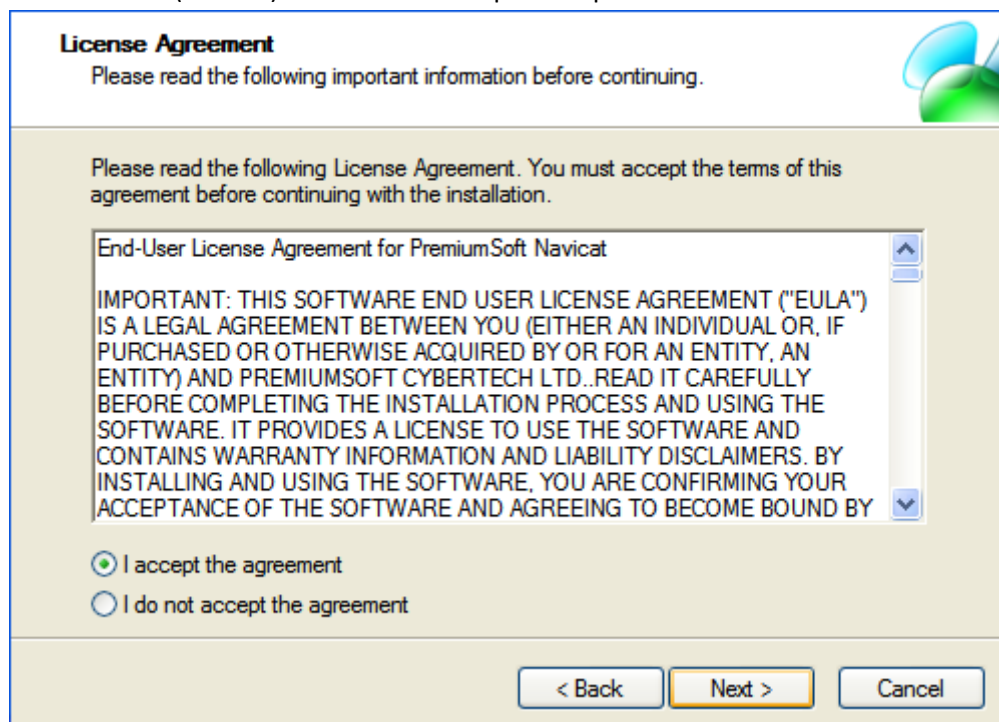 License Agreement
Please read the following important information before continuing.
Please read the following License Agreement. You must accept the terms of this
agreement before continuing with the installation.
End-User License Agreement for PremiumSoft Navicat
IMPORTANT: THIS SOFTWARE END USER LICENSE AGREEMENT ("EULA")
IS A LEGAL AGREEMENT BETWEEN YOU (EITHER AN INDIVIDUAL OR, IF
PURCHASED OR OTHERWISE ACQUIRED BY OR FOR AN ENTITY, AN
ENTITY) AND PREMIUMSOFT CYBERTECH LTD..READ IT CAREFULLY
BEFORE COMPLETING THE INSTALLATION PROCESS AND USING THE
SOFTWARE. IT PROVIDES A LICENSE TO USE THE SOFTWARE AND
CONTAINS WARRANTY INFORMATION AND LIABILITY DISCLAIMERS. BY
INSTALLING AND USING THE SOFTWARE, YOU ARE CONFIRMING YOUR
ACCEPTANCE OF THE SOFTWARE AND AGREEING TO BECOME BOUND BY
I accept the agreement
I do not accept the agreement
< Back
Next >
Cancel